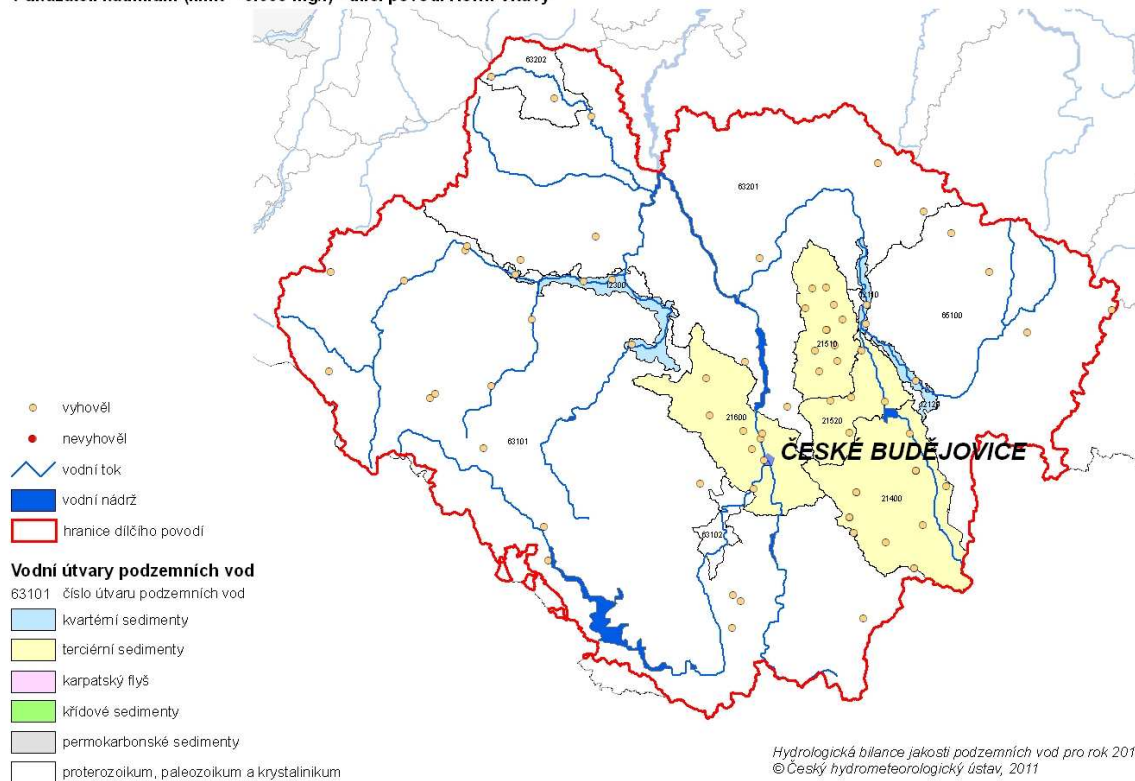 63202
63201
12300
65100
21510
21600
21520
ČESKÉ BUDĚJOVICE
63101
21400
63102
vyhověl
nevyhověl
vodní tok
vodní nádrž
hranice dílčího povodí
Vodní útvary podzemních vod
63101 číslo útvaru podzemních vod
kvartérní sedimenty
terciérní sedimenty
karpatský flyš
křídové sedimenty
permokarbonské sedimenty
proterozoikum, paleozoikum a krystalinikum
Hydrologická bilance jakosti podzemních vod pro rok 201
© Český hydrometeorologický ústav, 2011